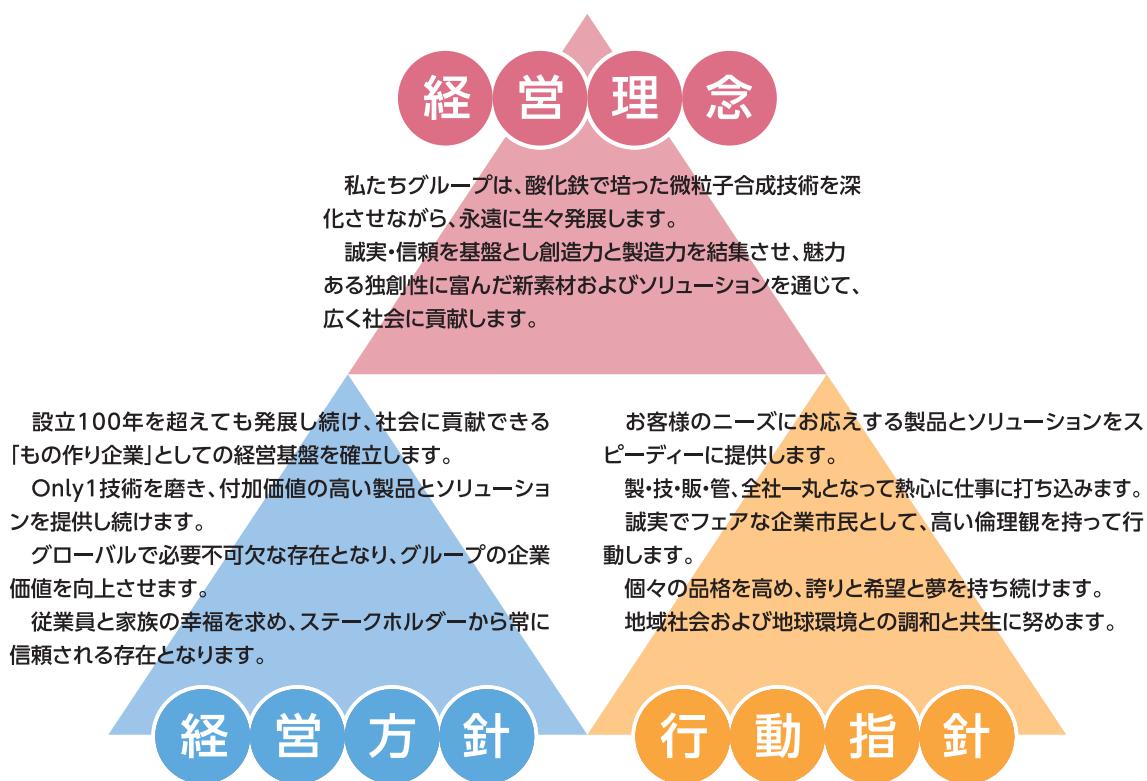 経営理念
　私たちグループは、酸化鉄で培った微粒子合成技術を深
化させながら、永遠に生々発展します。
　誠実・信頼を基盤とし創造力と製造力を結集させ、魅力
ある独創性に富んだ新素材およびソリューションを通じて、
広く社会に貢献します。
　設立100年を超えても発展し続け、社会に貢献できる
「もの作り企業」としての経営基盤を確立します。
　Only1技術を磨き、付加価値の高い製品とソリューショ
ンを提供し続けます。
　グローバルで必要不可欠な存在となり、グループの企業
価値を向上させます。
　従業員と家族の幸福を求め、ステークホルダーから常に
信頼される存在となります。
経営方針
　お客様のニーズにお応えする製品とソリューションをス
ピーディーに提供します。
　製・技・販・管、全社一丸となって熱心に仕事に打ち込みます。
　誠実でフェアな企業市民として、高い倫理観を持って行
動します。
　個々の品格を高め、誇りと希望と夢を持ち続けます。
　地域社会および地球環境との調和と共生に努めます。
行動指針